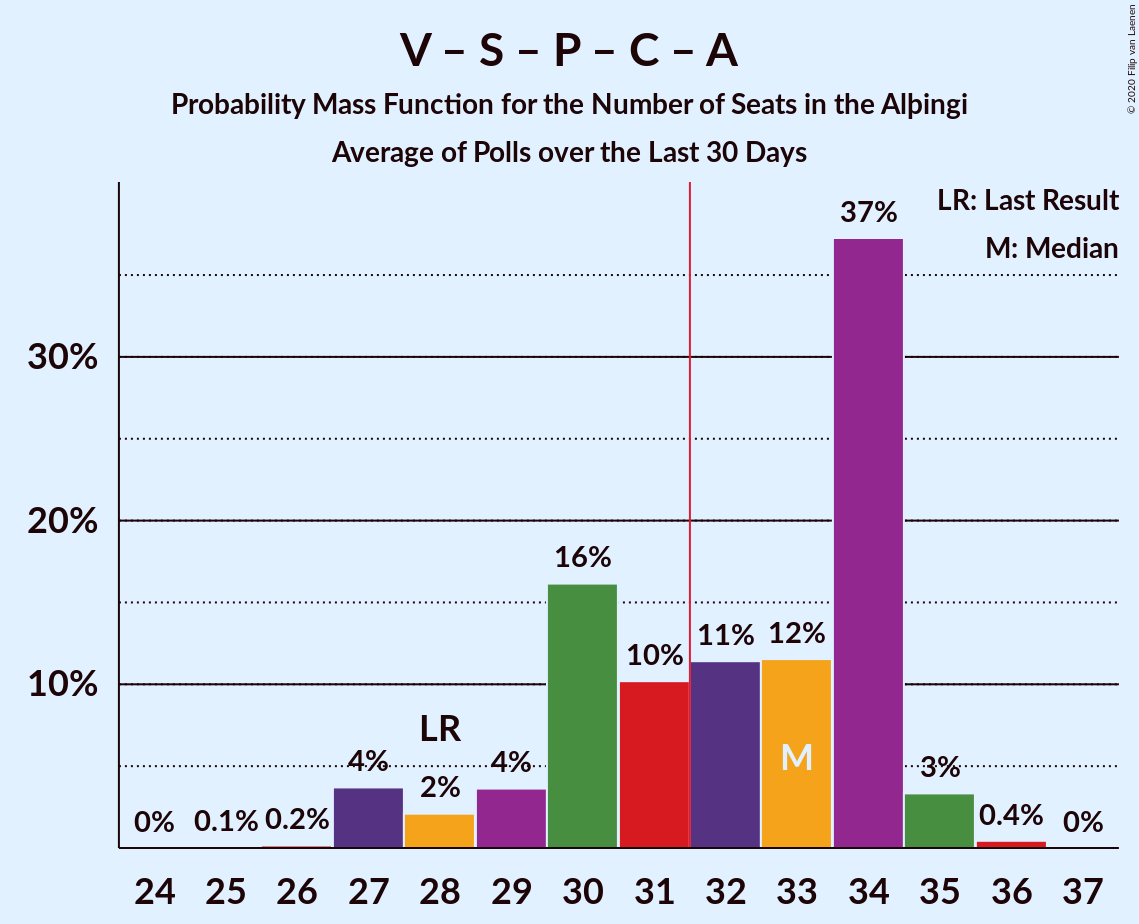 V – S – P – C – A
Probability Mass Function for the Number of Seats in the Alþingi
Average of Polls over the Last 30 Days
© 2020 Filip van Laenen
LR: Last Result
M: Median
37%
30%
20%
16%
12%
11%
10%
10%
LR
M
4%
4%
3%
2%
0%
0.1%
0.2%
0.4%
0%
24 25 26 27 28 29 30 31 32 33 34 35 36 37